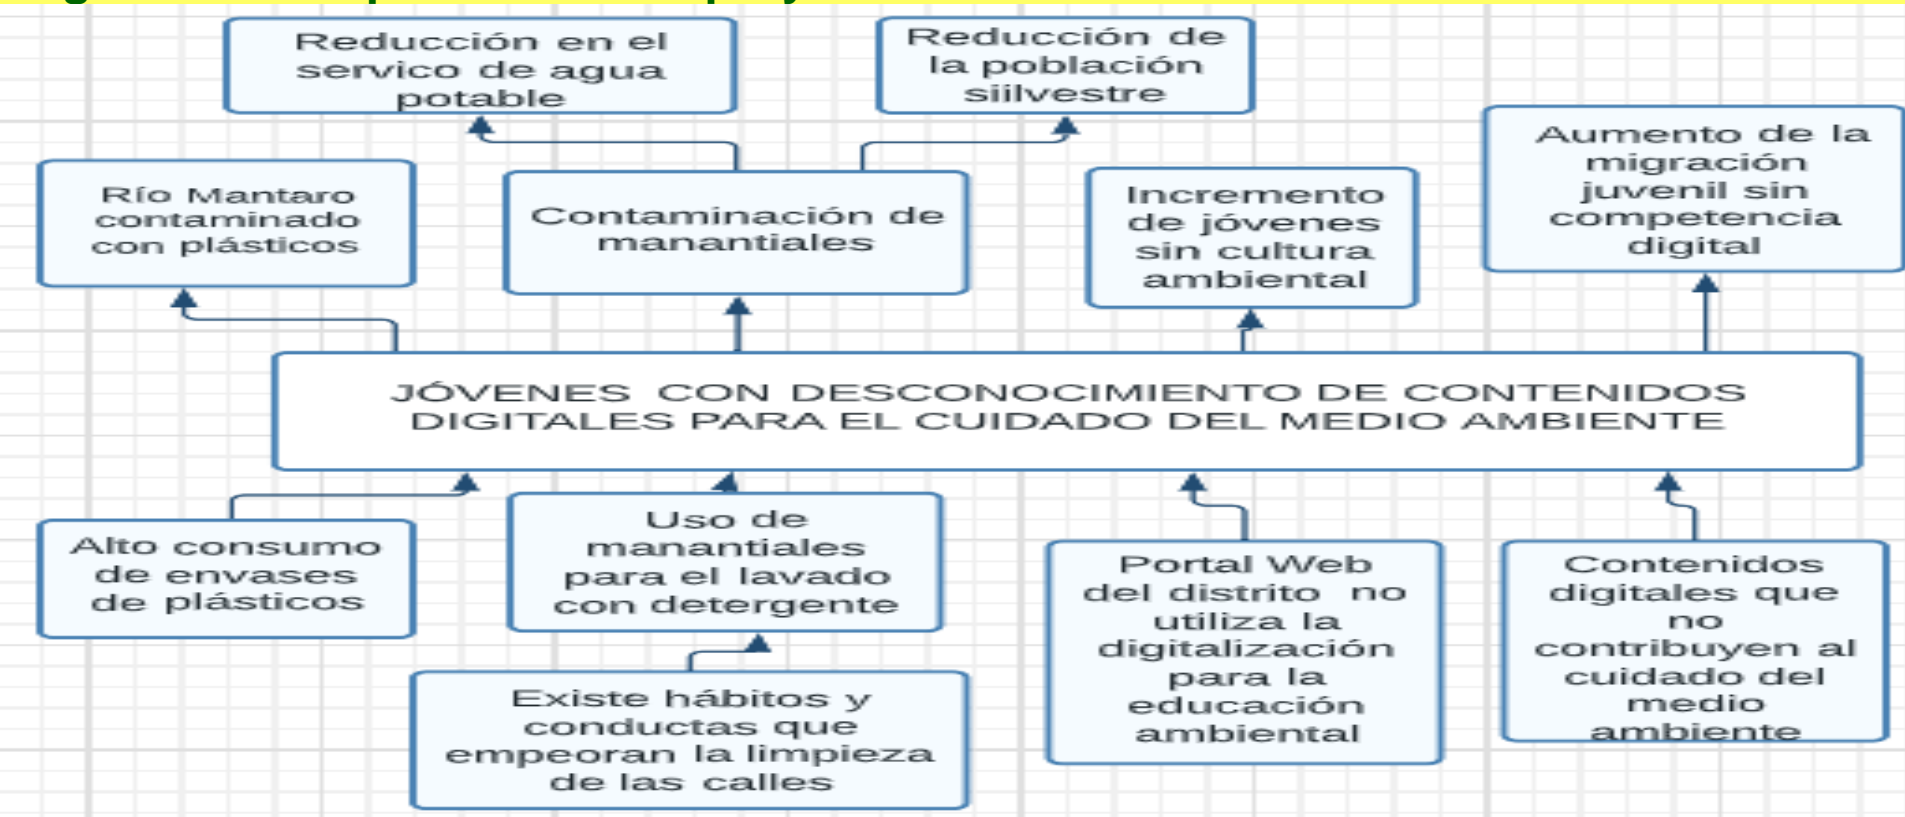 Reducción en el
servico de agua
potable
Reducción de
la población
siilvestre
Aumento de la
migración
juvenil sin
competencia
digital
Río Mantaro
contaminado
con plásticos
Contaminación de
manantiales
Incremento
de jóvenes
sin cultura
ambiental
JÓVENES CON DESCONOCIMIENTO DE CONTENIDOS
DIGITALES PARA EL CUIDADO DEL MEDIO AMBIENTE
Alto consumo
de envases
de plásticos
Uso de
manantiales
para el lavado
con detergente
Portal Web
del distrito no
utiliza la
digitalización
para la
educación
ambiental
Contenidos
digitales que
no
contribuyen al
cuidado del
medio
ambiente
Existe hábitos y
conductas que
empeoran la limpieza
de las calles